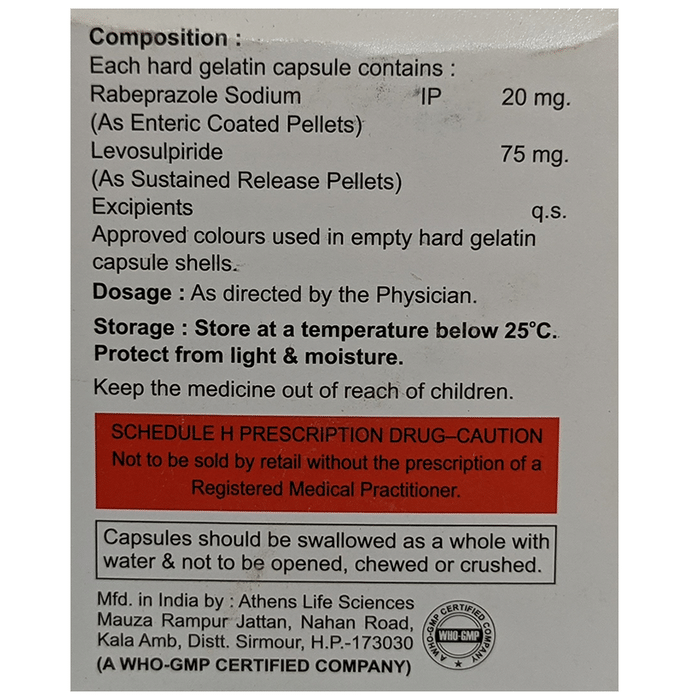 Composition :
Each hard gelatin capsule contains :
Rabeprazole Sodium IP 20 mg.
(As Enteric Coated Pellets)
Levosulpiride 75 mg.
(As Sustained Release Pellets)
Excipients q.s.
Approved colours used in empty hard gelatin
capsule shells.
Dosage : As directed by the Physician.
Storage : Store at a temperature below 25°C.
Protect from light & moisture.
Keep the medicine out of reach of children.
SCHEDULE H PRESCRIPTION DRUG–CAUTION
Not to be sold by retail without the prescription of a
Registered Medical Practitioner.
Capsules should be swallowed as a whole with
water & not to be opened, chewed or crushed.
Mfd. in India by : Athens Life Sciences
Mauza Rampur Jattan, Nahan Road,
Kala Amb, Distt. Sirmour, H.P.-173030
(A WHO-GMP CERTIFIED COMPANY)
A WHO-GMP CERTIFIED COMPANY
WHO-GMP